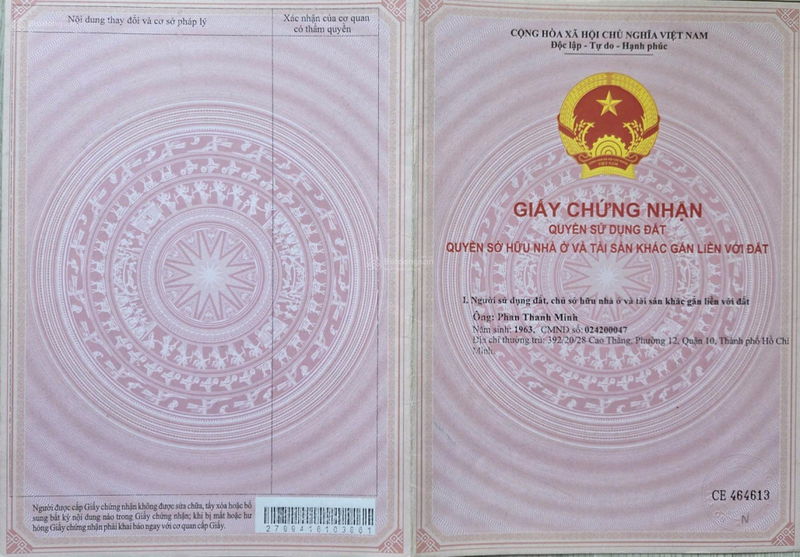 Nội dung thay đổi và cơ sở pháp lý
Xác nhận của cơ quan
có thẩm quyền
Người được cấp Giấy chứng nhận không được sửa chữa, tẩy xóa hoặc bổ
sung bất kỳ nội dung nào trong Giấy chứng nhận; khi bị mất hoặc hư
hỏng Giấy chứng nhận phải khai báo ngay với cơ quan cấp Giấy.
CỘNG HÒA XÃ HỘI CHỦ NGHĨA VIỆT NAM
Độc lập - Tự do - Hạnh phúc
VIỆT NAM
GIẤY CHỨNG NHẬN
QUYỀN SỬ DỤNG ĐẤT
QUYỀN SỞ HỮU NHÀ Ở VÀ TÀI SẢN KHÁC GẮN LIỀN VỚI ĐẤT
I. Người sử dụng đất, chủ sở hữu nhà ở và tài sản khác gắn liền với đất
Ông: Phan Thanh Minh
Năm sinh: 1963, CMND số: 024200047
Địa chỉ thường trú: 392/20/28 Cao Thắng, Phường 12, Quận 10, Thành phố Hồ Chí
Minh.
CE 464613
N